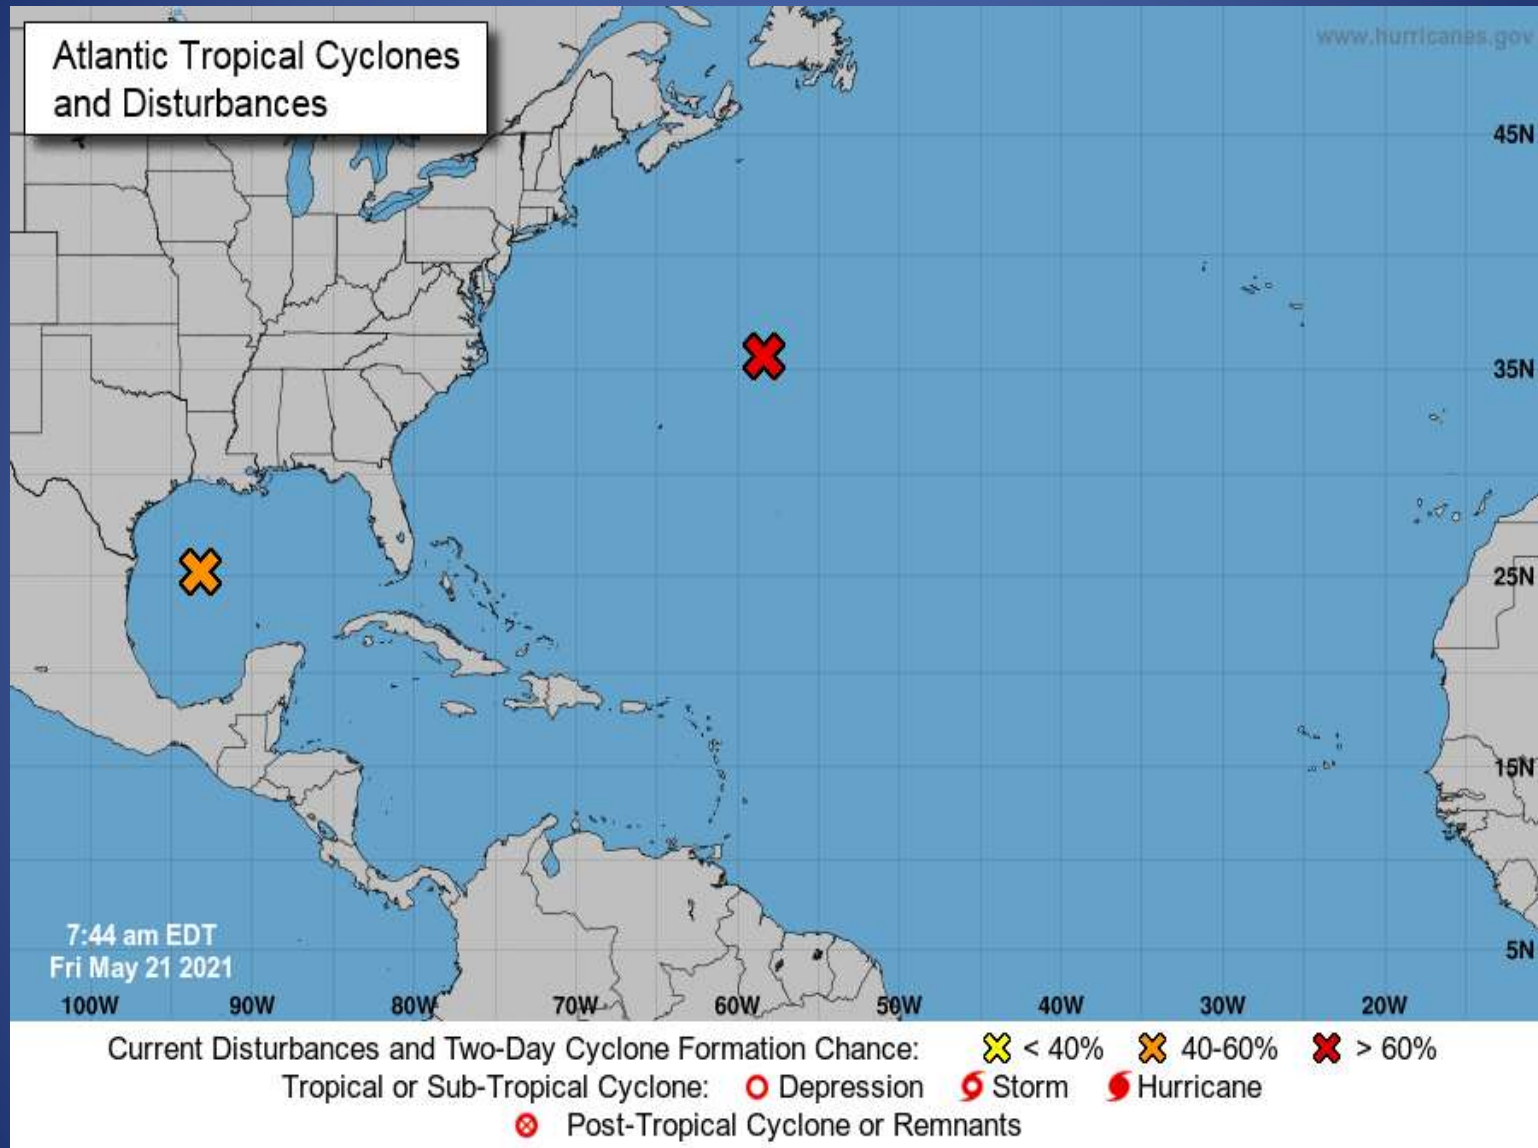 Atlantic Tropical Cyclones
and Disturbances
www.hurricanes.gov
45N
35N
25N
15N
5N
7:44 am EDT
Fri May 21 2021
100W 90W 80W 70W 60W 50W 40W 30W 20W
Current Disturbances and Two-Day Cyclone Formation Chance: < 40% 40-60% > 60%
Tropical or Sub-Tropical Cyclone: Depression Storm Hurricane
Post-Tropical Cyclone or Remnants